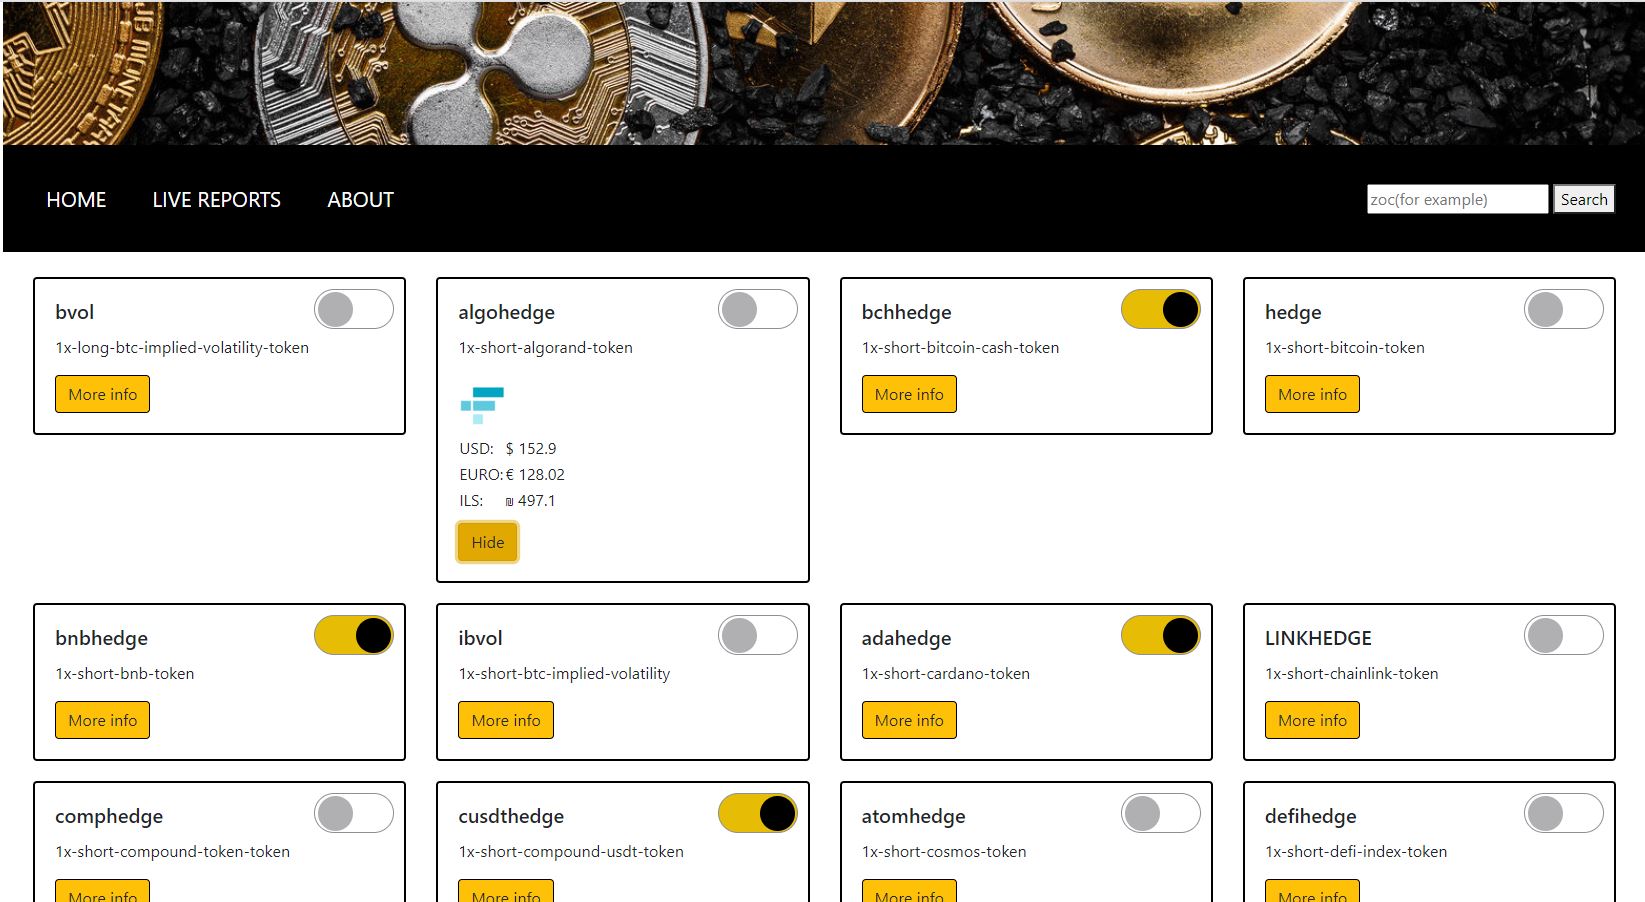 HOME LIVE REPORTS ABOUT zoc(for example) Search
bvol
1x-long-btc-implied-volatility-token
More info
algohedge
1x-short-algorand-token
USD: $ 152.9
EURO: € 128.02
ILS: ₪ 497.1
Hide
bchhedge
1x-short-bitcoin-cash-token
More info
hedge
1x-short-bitcoin-token
More info
bnbhedge
1x-short-bnb-token
More info
ibvol
1x-short-btc-implied-volatility
More info
adahedge
1x-short-cardano-token
More info
LINKHEDGE
1x-short-chainlink-token
More info
comphedge
1x-short-compound-token-token
More info
cusdthedge
1x-short-compound-usdt-token
More info
atomhedge
1x-short-cosmos-token
More info
defihedge
1x-short-defi-index-token
More info